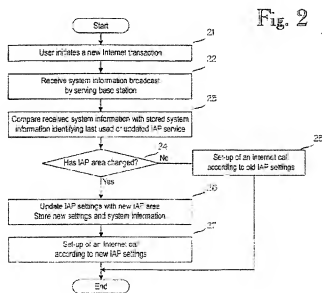 Fig. 2
Start
21
User initiates a new Internet transaction
22
Receive system information broadcast
by serving base station
23
Compare received system information with stored system
information identifying last used or updated IAP service
24
Has IAP area changed?
No
25
Set-up of an Internet call
according to old IAP settings
Yes
26
Update IAP settings with new IAP area
Store new settings and system information
27
Set-up of an Internet call
according to new IAP settings
End